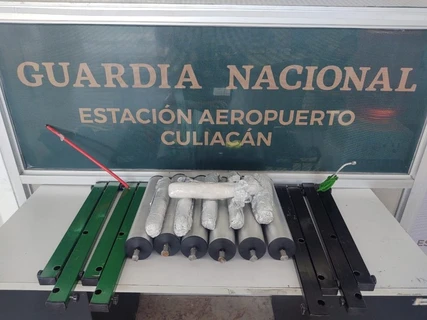 GUARDIA NACIONAL
ESTACIÓN AEROPUERTO
CULIACÁN